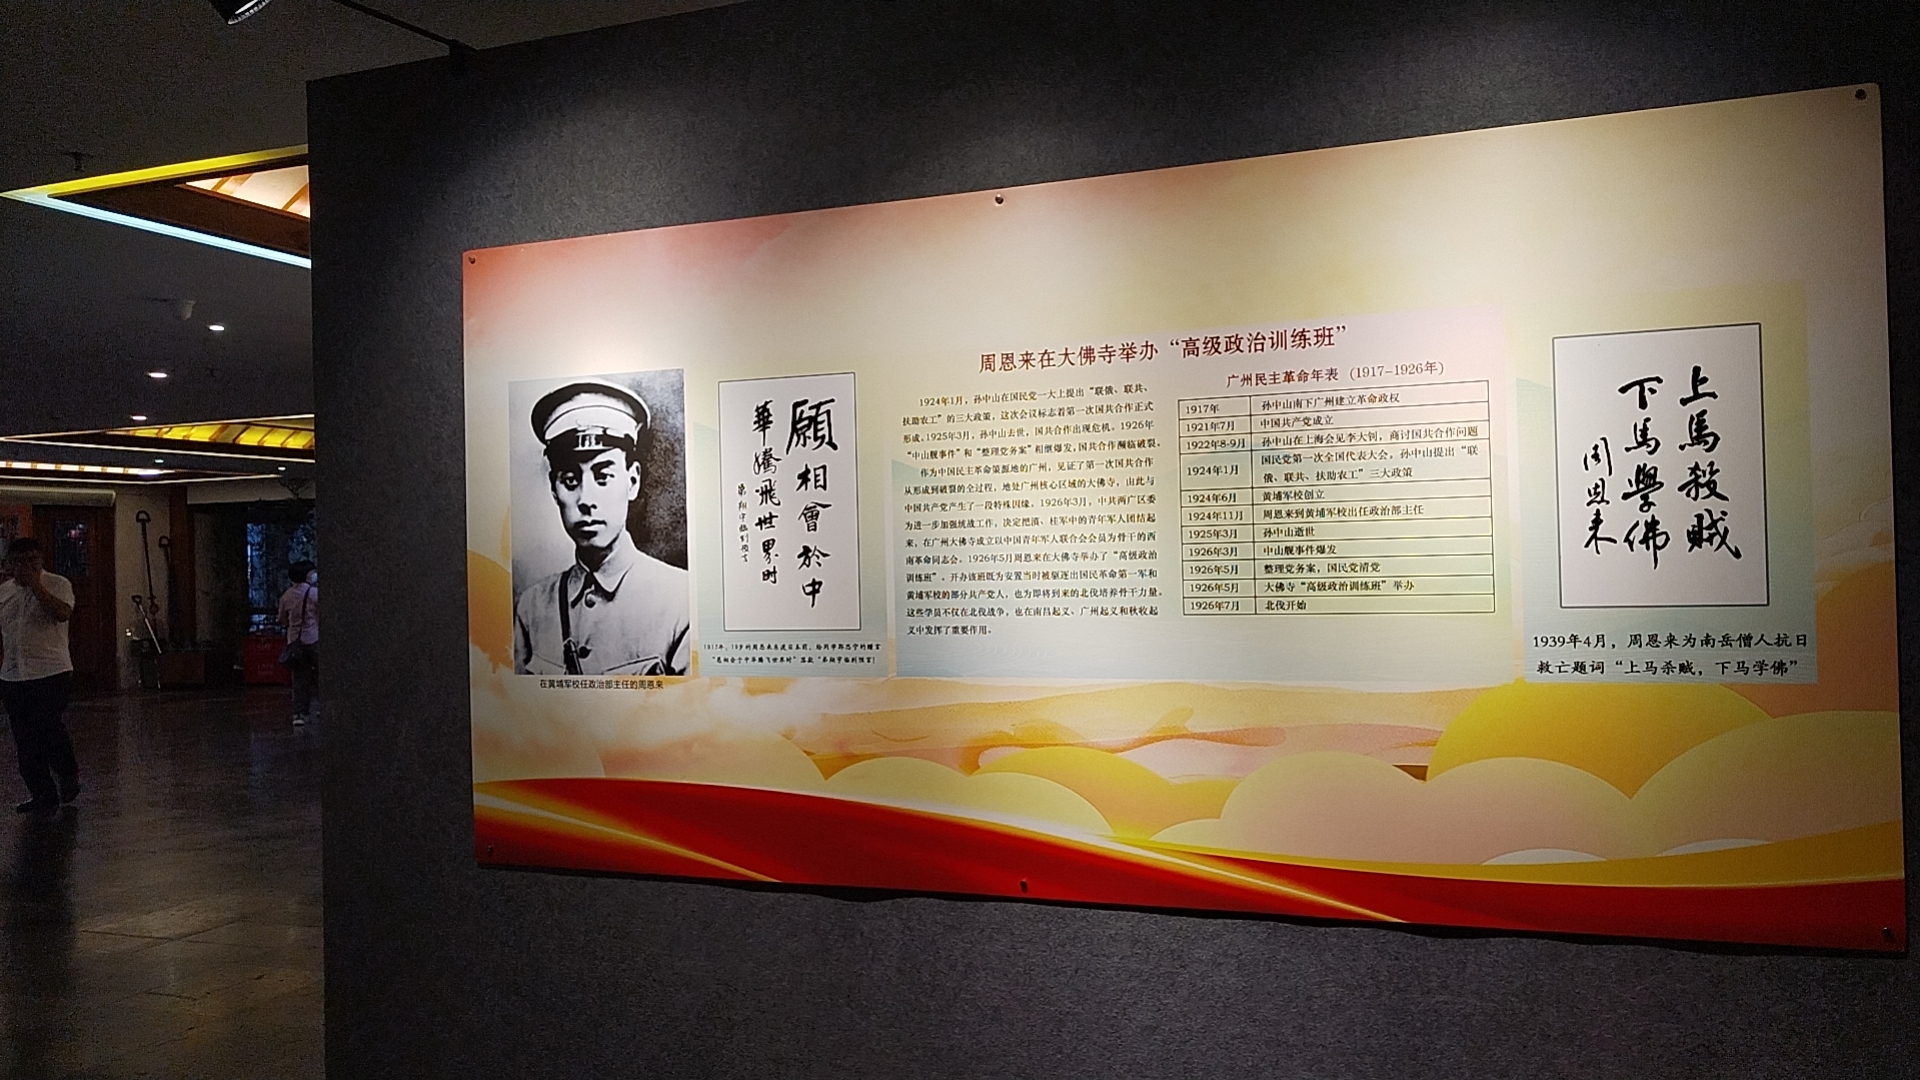 周恩来在大佛寺举办“高级政治训练班”
在黄埔军校任政治部主任的周恩来
願相會於中
華騰飛世界时
1924年1月，孙中山在国民党一大上提出“联俄、联共、
扶助农工”的三大政策，这次会议标志着第一次国共合作正式
形成。1925年3月，孙中山去世，国共合作出现危机。1926年
“中山舰事件”和“整理党务案”相继爆发，国共合作濒临破裂。
作为中国民主革命策源地的广州，见证了第一次国共合作
从形成到破裂的全过程，地处广州核心区域的大佛寺，由此与
中国共产党产生了一段特殊因缘。1926年3月，中共两广区委
为进一步加强统战工作，决定把滇、桂军中的青年军人团结起
来，在广州大佛寺成立以中国青年军人联合会会员为骨干的西
南革命同志会。1926年5月周恩来在大佛寺举办了“高级政治
训练班”。开办该班既为安置当时被驱逐出国民革命第一军和
黄埔军校的部分共产党人，也为即将到来的北伐培养骨干力量。
这些学员不仅在北伐战争，也在南昌起义、广州起义和秋收起
义中发挥了重要作用。
广州民主革命年表 (1917-1926年)
1917年 孙中山南下广州建立革命政权
1921年7月 中国共产党成立
1922年8-9月 孙中山在上海会见李大钊，商讨国共合作问题
1924年1月 国民党第一次全国代表大会，孙中山提出“联
俄、联共、扶助农工”三大政策
1924年6月 黄埔军校创立
1924年11月 周恩来到黄埔军校出任政治部主任
1925年3月 孙中山逝世
1926年3月 中山舰事件爆发
1926年5月 整理党务案，国民党清党
1926年5月 大佛寺“高级政治训练班”举办
1926年7月 北伐开始
上馬殺賊
下馬學佛
周恩来
1939年4月，周恩来为南岳僧人抗日
救亡题词“上马杀贼，下马学佛”